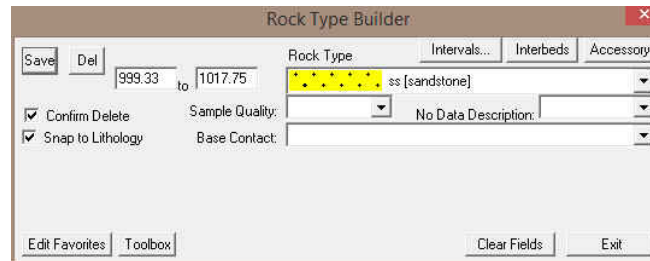 Rock Type Builder
Save Del 999.33 to 1017.75 Rock Type Intervals... Interbeds Accessory
ss [sandstone]
Confirm Delete Sample Quality: No Data Description:
Snap to Lithology Base Contact:
Edit Favorites Toolbox Clear Fields Exit